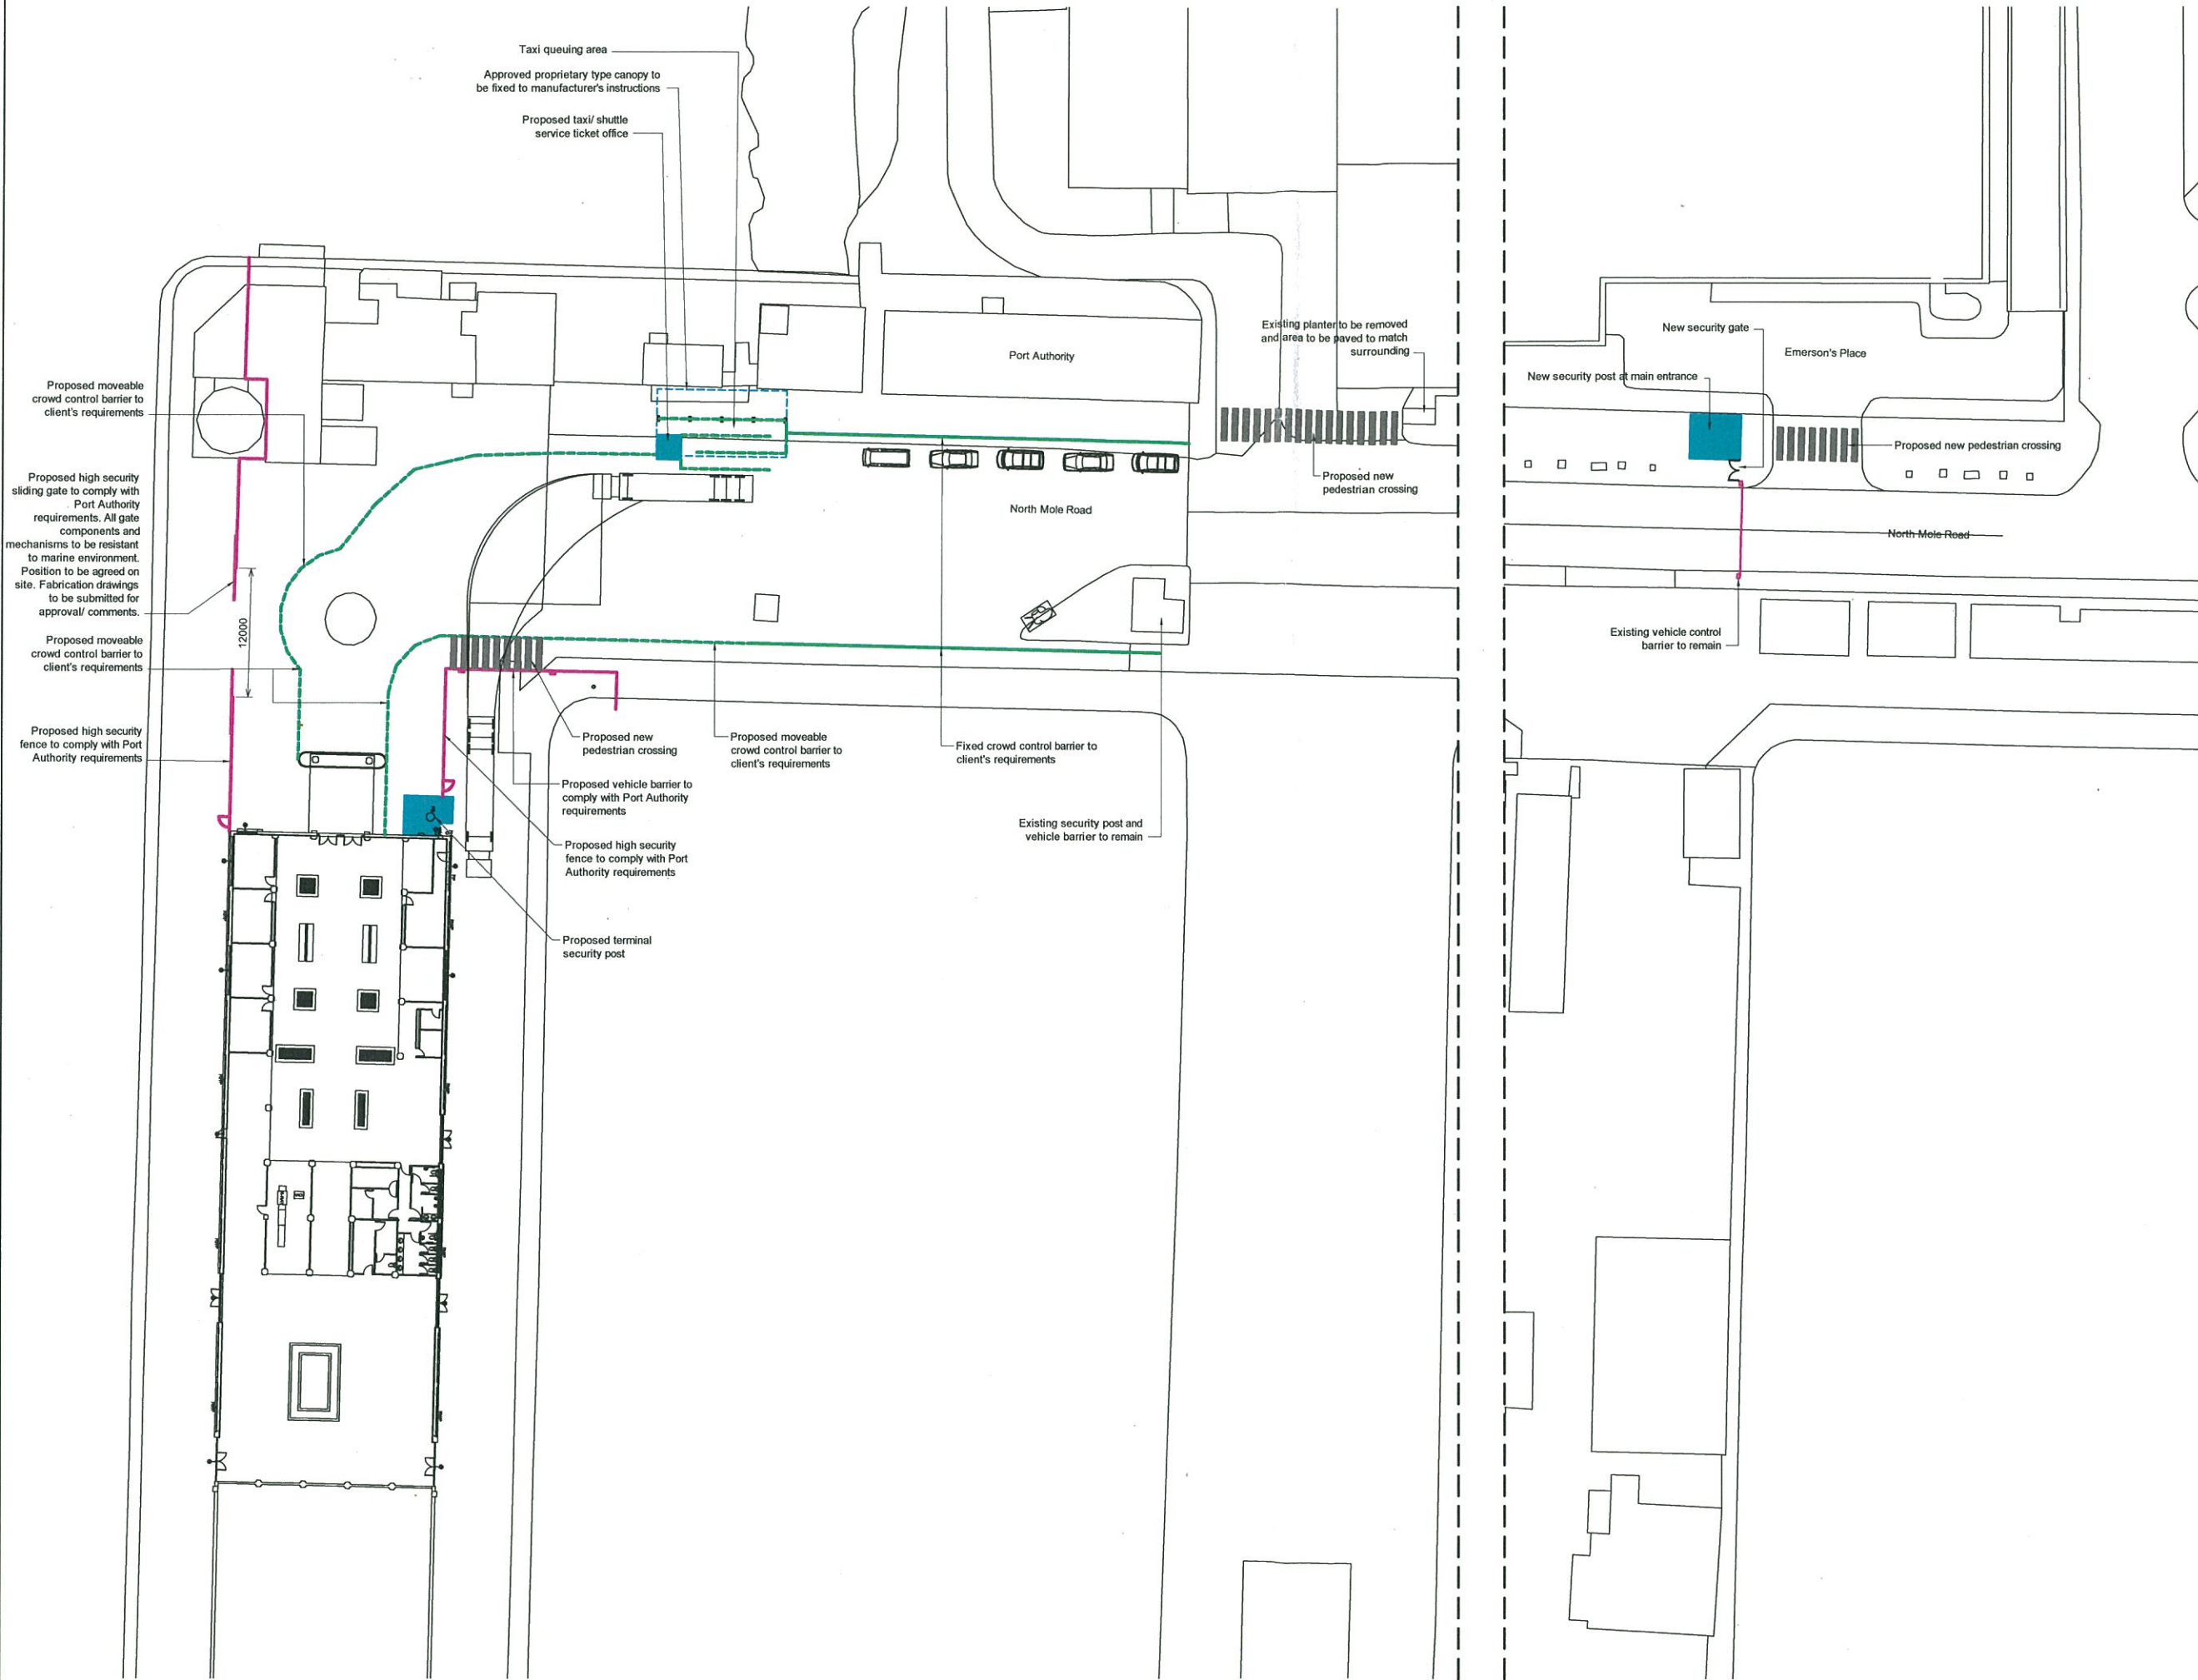 Taxi queuing area
Approved proprietary type canopy to
be fixed to manufacturer's instructions
Proposed taxi/ shuttle
service ticket office
Existing planter to be removed
and area to be paved to match
surrounding
Port Authority
New security gate
Emerson's Place
New security post at main entrance
Proposed moveable
crowd control barrier to
client's requirements
Proposed new pedestrian crossing
Proposed new
pedestrian crossing
North Mole Road
North Mole Road
Proposed high security
sliding gate to comply with
Port Authority
requirements. All gate
components and
mechanisms to be resistant
to marine environment.
Position to be agreed on
site. Fabrication drawings
to be submitted for
approval/ comments.
12000
Proposed moveable
crowd control barrier to
client's requirements
Existing vehicle control
barrier to remain
Proposed high security
fence to comply with Port
Authority requirements
Proposed new
pedestrian crossing
Proposed moveable
crowd control barrier to
client's requirements
Fixed crowd control barrier to
client's requirements
Proposed vehicle barrier to
comply with Port Authority
requirements
Existing security post and
vehicle barrier to remain
Proposed high security
fence to comply with Port
Authority requirements
Proposed terminal
security post